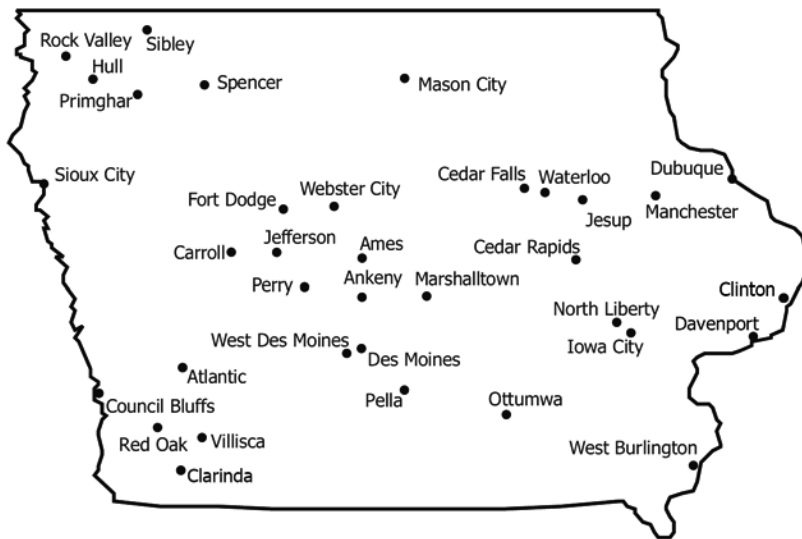 Rock Valley
Sibley
Hull
Primghar
Spencer
Mason City
Sioux City
Fort Dodge
Webster City
Cedar Falls
Waterloo
Dubuque
Jesup
Manchester
Carroll
Jefferson
Ames
Cedar Rapids
Perry
Ankeny
Marshalltown
Clinton
North Liberty
Davenport
Iowa City
West Des Moines
Des Moines
Atlantic
Council Bluffs
Pella
Ottumwa
Red Oak
Villisca
West Burlington
Clarinda